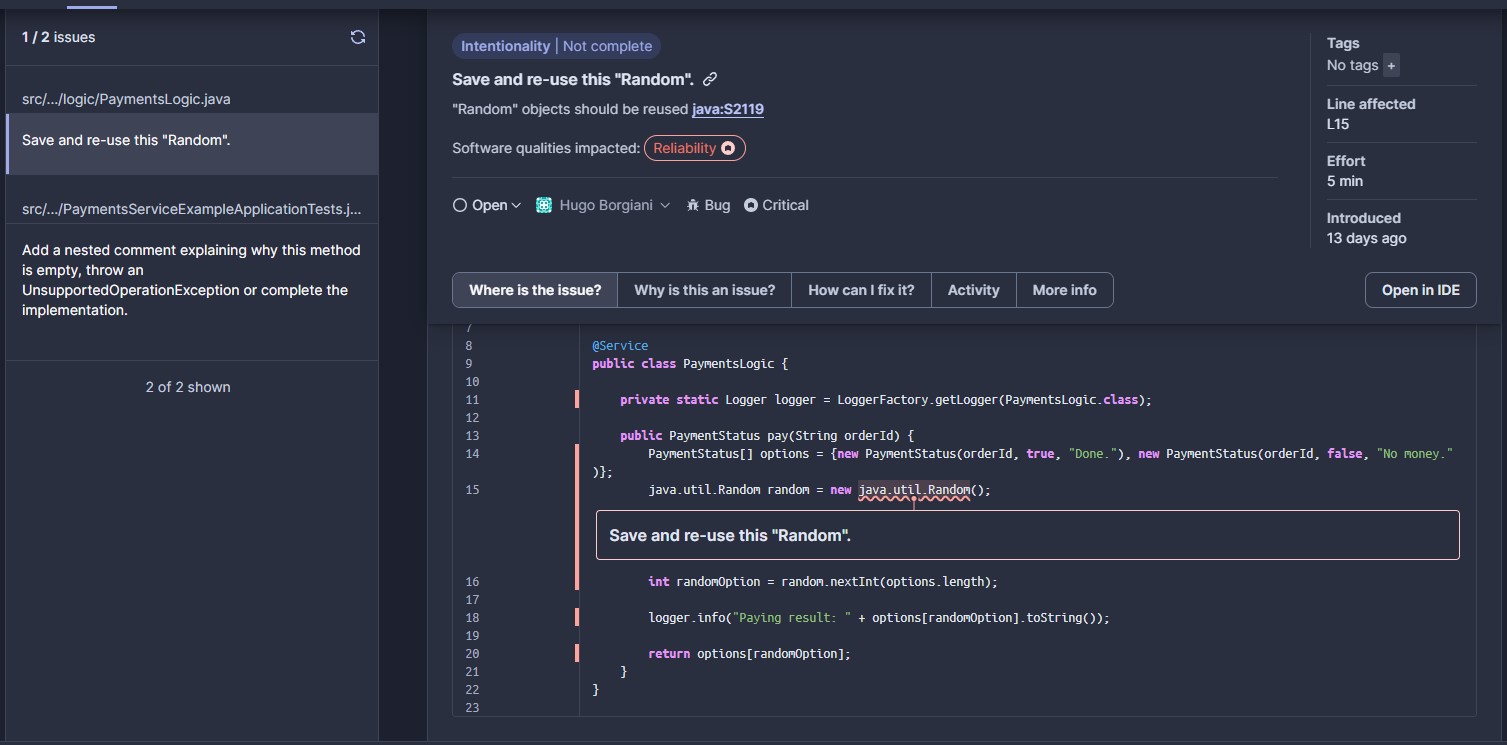 1 / 2 issues
src/.../logic/PaymentsLogic.java
Save and re-use this "Random".
src/.../PaymentsServiceExampleApplicationTests.j...
Add a nested comment explaining why this method
is empty, throw an
UnsupportedOperationException or complete the
implementation.
2 of 2 shown
Intentionality | Not complete
Save and re-use this "Random".
"Random" objects should be reused java:S2119
Software qualities impacted: Reliability
Open Hugo Borgiani Bug Critical
Tags
No tags +
Line affected
L15
Effort
5 min
Introduced
13 days ago
Where is the issue? Why is this an issue? How can I fix it? Activity More info Open in IDE
7
8 @Service
9 public class PaymentsLogic {
10
11 private static Logger logger = LoggerFactory.getLogger(PaymentsLogic.class);
12
13 public PaymentStatus pay(String orderId) {
14 PaymentStatus[] options = {new PaymentStatus(orderId, true, "Done."), new PaymentStatus(orderId, false, "No money."
)};
15 java.util.Random random = new java.util.Random();
Save and re-use this "Random".
16 int randomOption = random.nextInt(options.length);
17
18 logger.info("Paying result: " + options[randomOption].toString());
19
20 return options[randomOption];
21 }
22 }
23